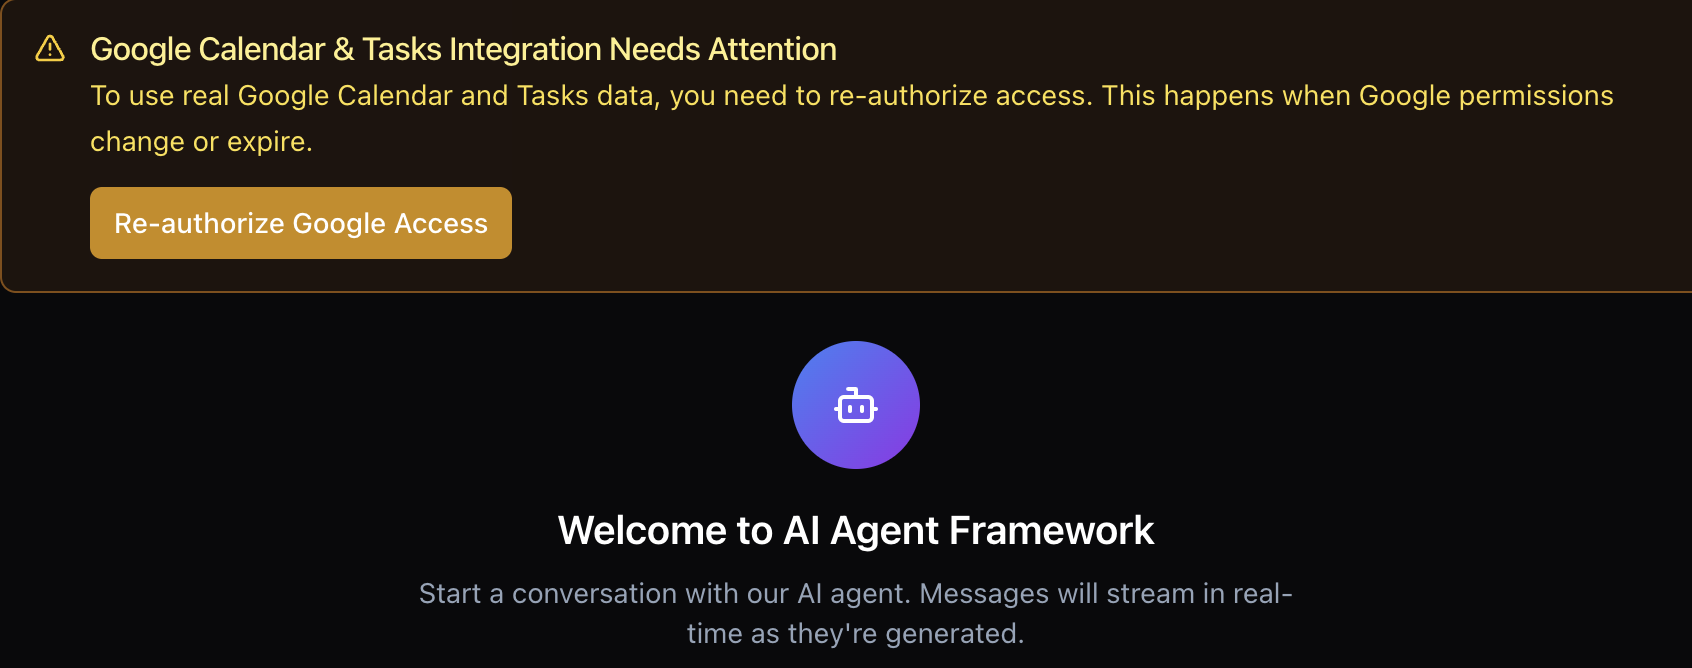 Google Calendar & Tasks Integration Needs Attention
To use real Google Calendar and Tasks data, you need to re-authorize access. This happens when Google permissions
change or expire.
Re-authorize Google Access
Welcome to AI Agent Framework
Start a conversation with our AI agent. Messages will stream in real-
time as they're generated.